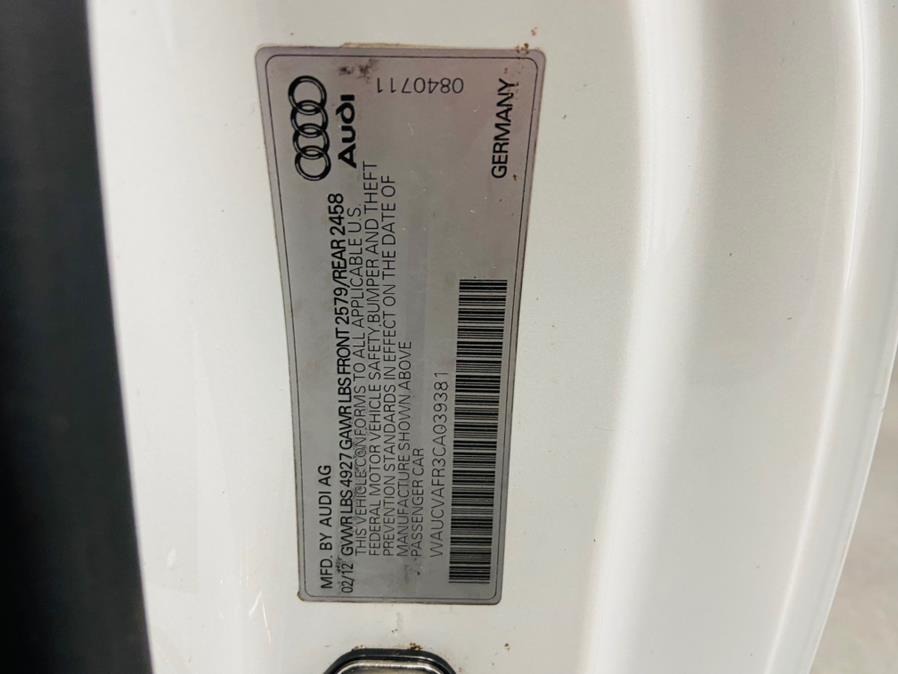 MFD. BY AUDI AG
02/12 GVWR LBS 4927 GAWR LBS FRONT 2579/REAR 2458
THIS VEHICLE CONFORMS TO ALL APPLICABLE U.S.
FEDERAL MOTOR VEHICLE SAFETY, BUMPER AND THEFT
PREVENTION STANDARDS IN EFFECT ON THE DATE OF
MANUFACTURE SHOWN ABOVE
PASSENGER CAR
WAUCVAFR3CA039381
Audi
0840711
GERMANY